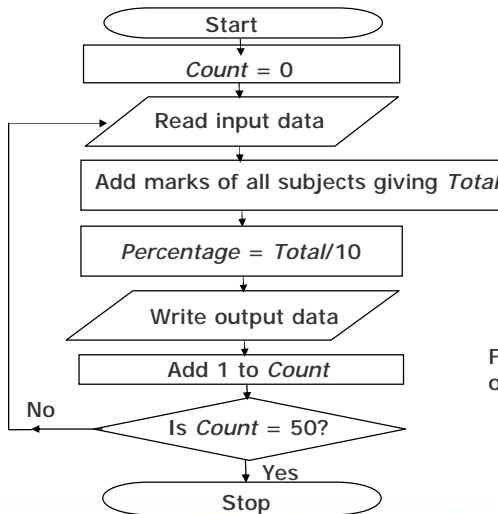 Start
Count = 0
Read input data
Add marks of all subjects giving Total
Percentage = Total/10
Write output data
Add 1 to Count
No
Is Count = 50?
Yes
Stop